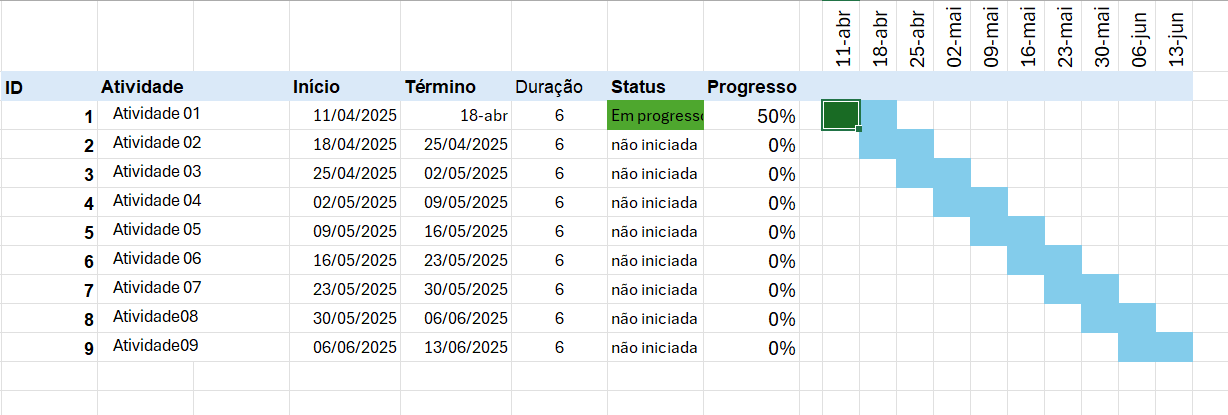 11-abr 18-abr 25-abr 02-mai 09-mai 16-mai 23-mai 30-mai 06-jun 13-jun
ID Atividade Início Término Duração Status Progresso
1 Atividade 01 11/04/2025 18-abr 6 Em progresso 50%
2 Atividade 02 18/04/2025 25/04/2025 6 não iniciada 0%
3 Atividade 03 25/04/2025 02/05/2025 6 não iniciada 0%
4 Atividade 04 02/05/2025 09/05/2025 6 não iniciada 0%
5 Atividade 05 09/05/2025 16/05/2025 6 não iniciada 0%
6 Atividade 06 16/05/2025 23/05/2025 6 não iniciada 0%
7 Atividade 07 23/05/2025 30/05/2025 6 não iniciada 0%
8 Atividade08 30/05/2025 06/06/2025 6 não iniciada 0%
9 Atividade09 06/06/2025 13/06/2025 6 não iniciada 0%